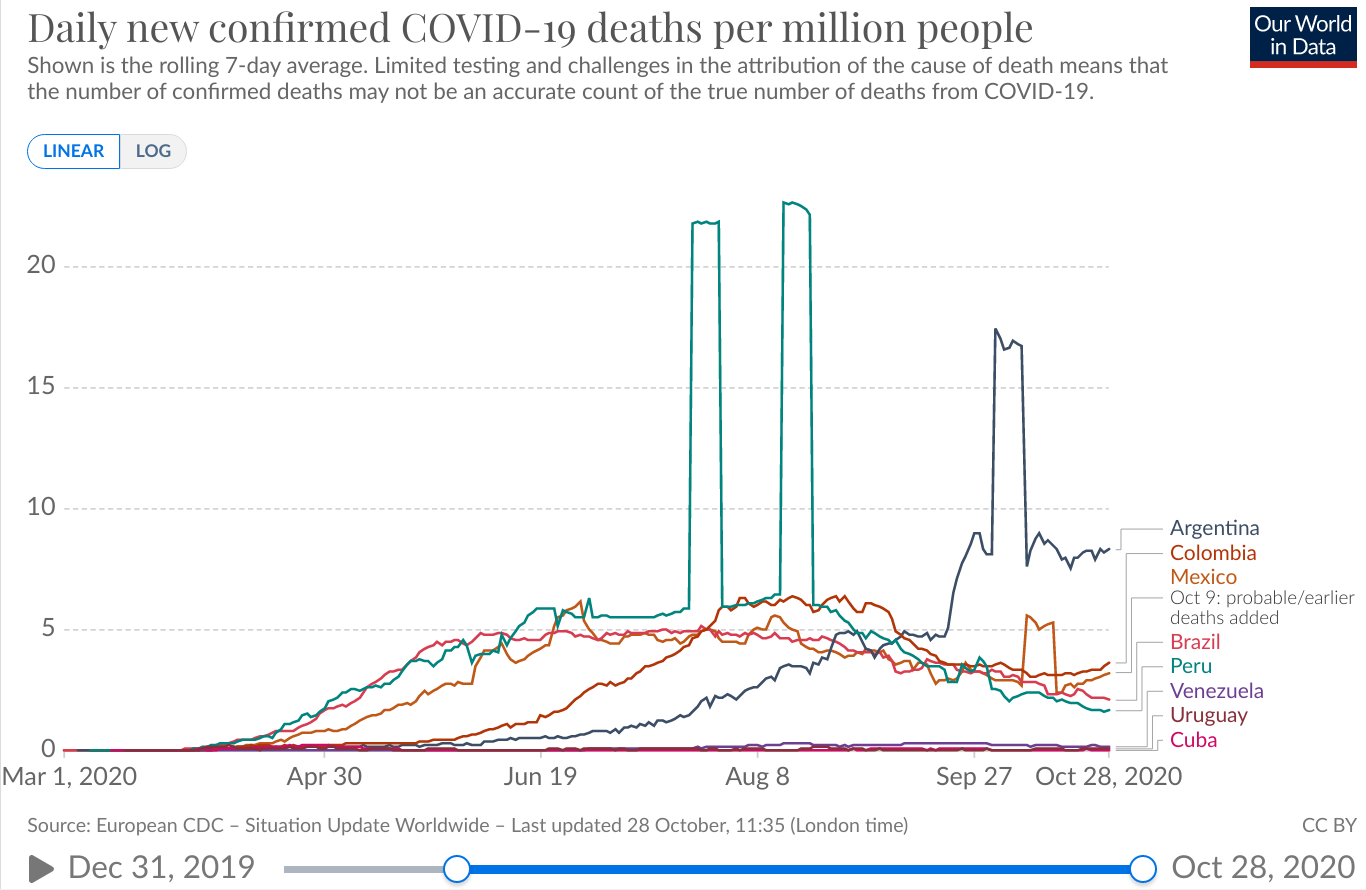 Daily new confirmed COVID-19 deaths per million people
Our World
in Data
Shown is the rolling 7-day average. Limited testing and challenges in the attribution of the cause of death means that
the number of confirmed deaths may not be an accurate count of the true number of deaths from COVID-19.
LINEAR LOG
20
15
10
5
0
Argentina
Colombia
Mexico
Oct 9: probable/earlier
deaths added
Brazil
Peru
Venezuela
Uruguay
Cuba
Mar 1, 2020 Apr 30 Jun 19 Aug 8 Sep 27 Oct 28, 2020
Source: European CDC – Situation Update Worldwide – Last updated 28 October, 11:35 (London time) CC BY
Dec 31, 2019 Oct 28, 2020